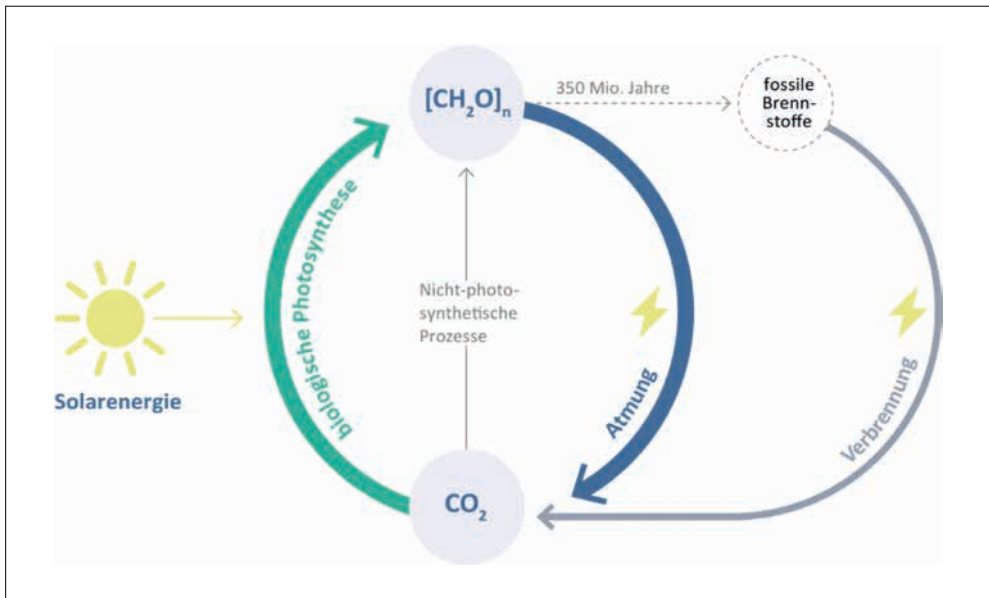 [CH₂O]ₙ
350 Mio. Jahre
fossile
Brenn-
stoffe
biologische Photosynthese
Nicht-photo-
synthetische
Prozesse
Solarenergie
Atmung
Verbrennung
CO₂